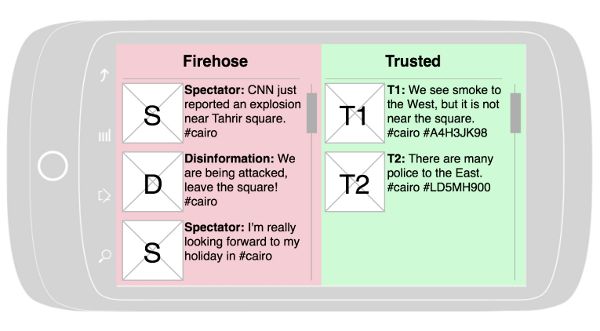 Firehose
S
Spectator: CNN just
reported an explosion
near Tahrir square.
#cairo
D
Disinformation: We
are being attacked,
leave the square!
#cairo
S
Spectator: I'm really
looking forward to my
holiday in #cairo
Trusted
T1
T1: We see smoke to
the West, but it is not
near the square.
#cairo #A4H3JK98
T2
T2: There are many
police to the East.
#cairo #LD5MH900